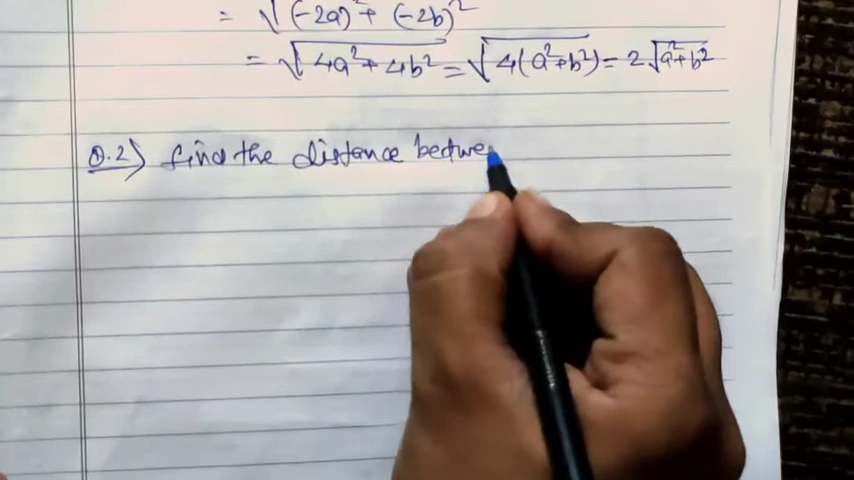 = √(-2a)² + (-2b)²
= √4a² + 4b² = √4(a²+b²) = 2√a²+b²
Q.2) find the distance betwe